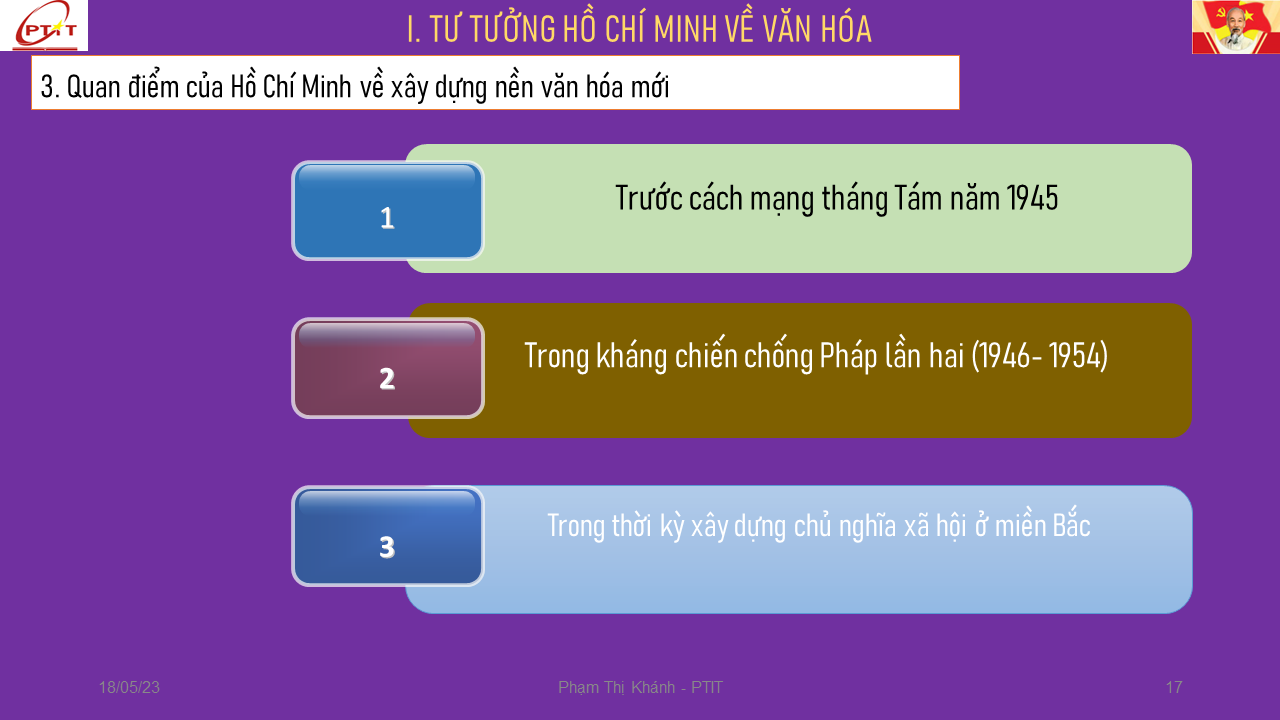 PTIT
I. TƯ TƯỞNG HỒ CHÍ MINH VỀ VĂN HÓA
3. Quan điểm của Hồ Chí Minh về xây dựng nền văn hóa mới
1
Trước cách mạng tháng Tám năm 1945
2
Trong kháng chiến chống Pháp lần hai (1946- 1954)
3
Trong thời kỳ xây dựng chủ nghĩa xã hội ở miền Bắc
18/05/23
Phạm Thị Khánh - PTIT
17